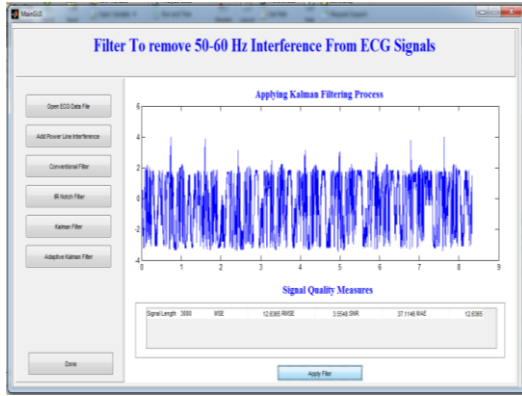 MainGUI
Filter To remove 50-60 Hz Interference From ECG Signals
Open ECG Data File
Add Power Line Interference
Conventional Filter
IIR Notch Filter
Kalman Filter
Adaptive Kalman Filter
Done
Applying Kalman Filtering Process
6
4
2
0
-2
-4
0 1 2 3 4 5 6 7 8 9
Signal Quality Measures
Signal Length 3000 MSE 12.6365 RMSE 3.5548 SNR 37.1146 MAE 12.6365
Apply Filter